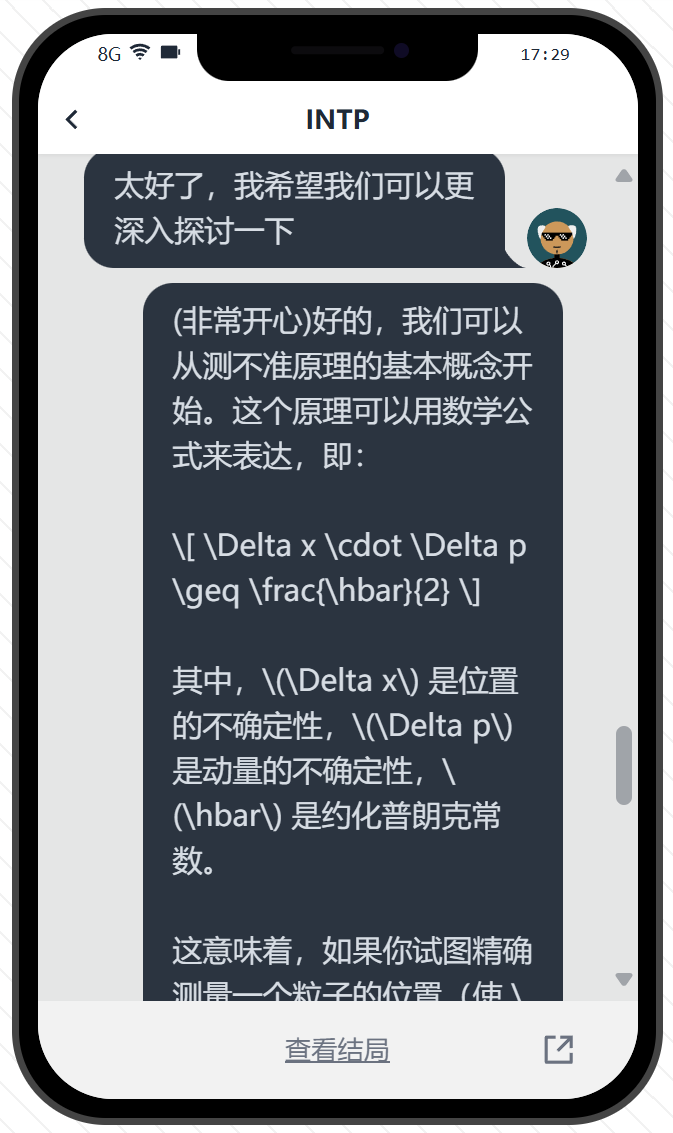 8G
17:29
INTP
太好了，我希望我们可以更
深入探讨一下
(非常开心)好的，我们可以
从测不准原理的基本概念开
始。这个原理可以用数学公
式来表达，即：
\[ \Delta x \cdot \Delta p
\geq \frac{\hbar}{2} \]
其中，\(\Delta x\) 是位置
的不确定性，\(\Delta p\)
是动量的不确定性，\
(\hbar\) 是约化普朗克常
数。
这意味着，如果你试图精确
测量一个粒子的位置（使 \
查看结局